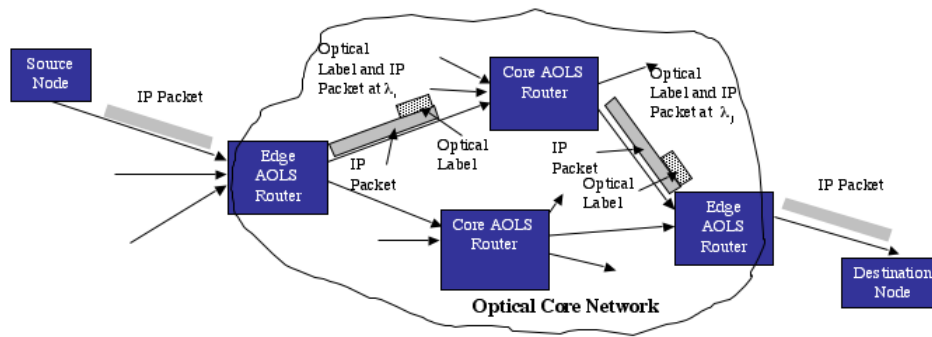 Source
Node
IP Packet
Optical
Label and IP
Packet at λi
Core AOLS
Router
Optical
Label and IP
Packet at λj
Edge
AOLS
Router
IP
Packet
Optical
Label
IP
Packet
Optical
Label
Core AOLS
Router
Edge
AOLS
Router
IP Packet
Destination
Node
Optical Core Network